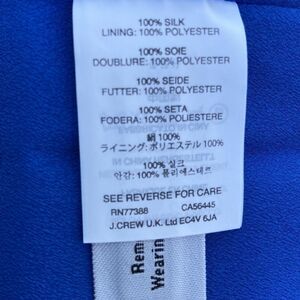 100% SILK
LINING: 100% POLYESTER
100% SOIE
DOUBLURE: 100% POLYESTER
100% SEIDE
FUTTER: 100% POLYESTER
100% SETA
FODERA: 100% POLIESTERE
絹 100%
ライニング: ポリエステル 100%
100% 실크
안감: 100% 폴리에스테르
SEE REVERSE FOR CARE
RN77388 CA56445
J.CREW U.K. Ltd EC4V 6JA
Rem
Wearin